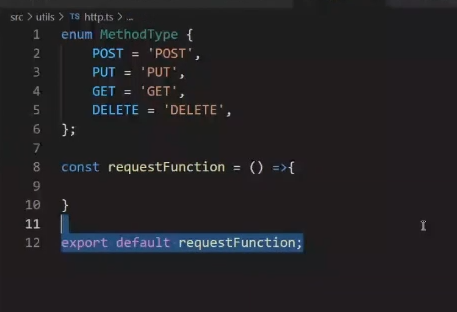 src > utils > TS http.ts > ...
1 enum MethodType {
2 POST = 'POST',
3 PUT = 'PUT',
4 GET = 'GET',
5 DELETE = 'DELETE',
6 };
7
8 const requestFunction = () =>{
9
10 }
11
12 export default requestFunction;